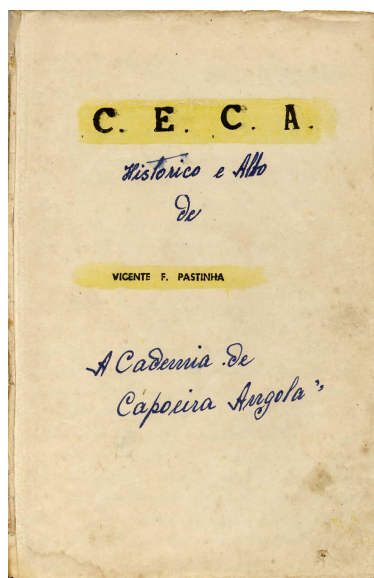 C. E. C. A.
Historico e Alto
de
VICENTE F. PASTINHA
A Cademia de
Capoeira Angola"